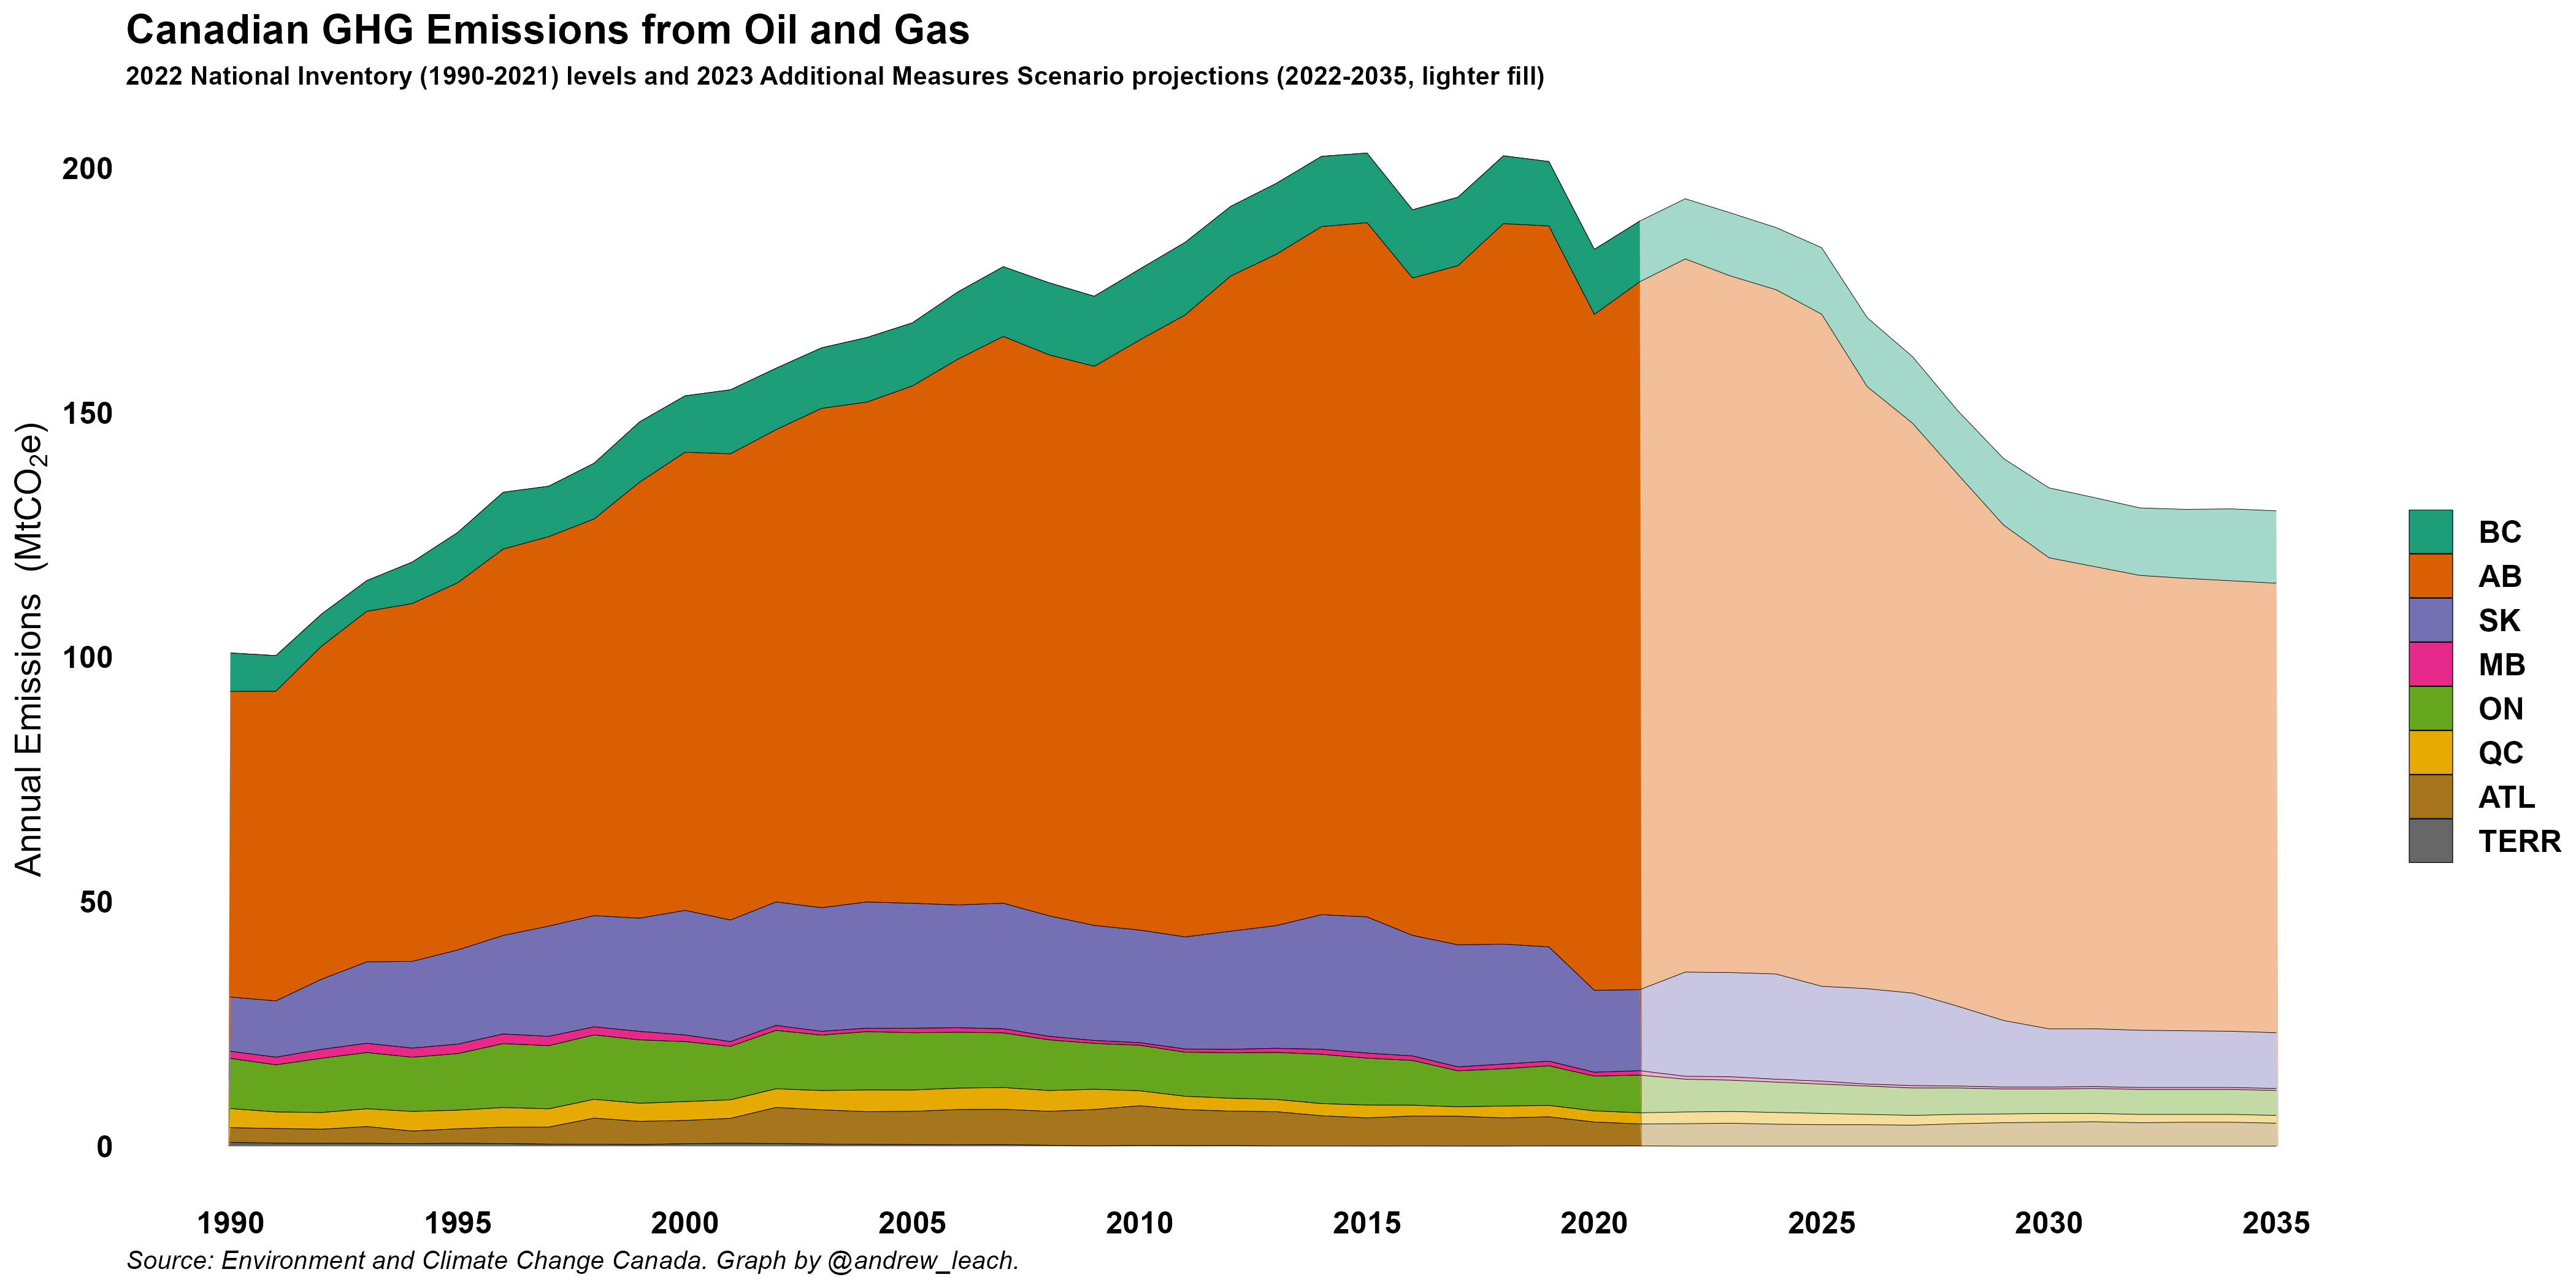 Canadian GHG Emissions from Oil and Gas
2022 National Inventory (1990-2021) levels and 2023 Additional Measures Scenario projections (2022-2035, lighter fill)
Annual Emissions (MtCO₂e)
200
150
100
50
0
1990 1995 2000 2005 2010 2015 2020 2025 2030 2035
BC
AB
SK
MB
ON
QC
ATL
TERR
Source: Environment and Climate Change Canada. Graph by @andrew_leach.